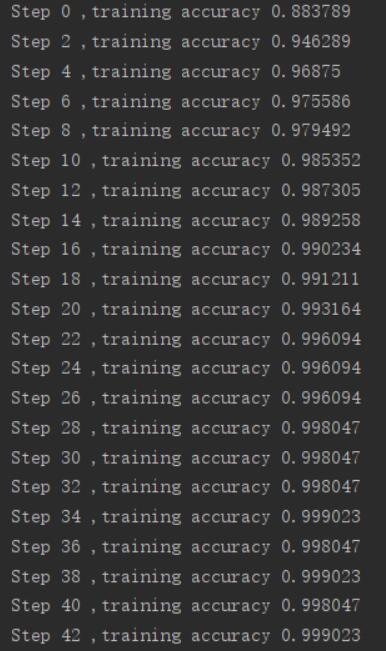 Step 0 ,training accuracy 0.883789
Step 2 ,training accuracy 0.946289
Step 4 ,training accuracy 0.96875
Step 6 ,training accuracy 0.975586
Step 8 ,training accuracy 0.979492
Step 10 ,training accuracy 0.985352
Step 12 ,training accuracy 0.987305
Step 14 ,training accuracy 0.989258
Step 16 ,training accuracy 0.990234
Step 18 ,training accuracy 0.991211
Step 20 ,training accuracy 0.993164
Step 22 ,training accuracy 0.996094
Step 24 ,training accuracy 0.996094
Step 26 ,training accuracy 0.996094
Step 28 ,training accuracy 0.998047
Step 30 ,training accuracy 0.998047
Step 32 ,training accuracy 0.998047
Step 34 ,training accuracy 0.999023
Step 36 ,training accuracy 0.998047
Step 38 ,training accuracy 0.999023
Step 40 ,training accuracy 0.998047
Step 42 ,training accuracy 0.999023